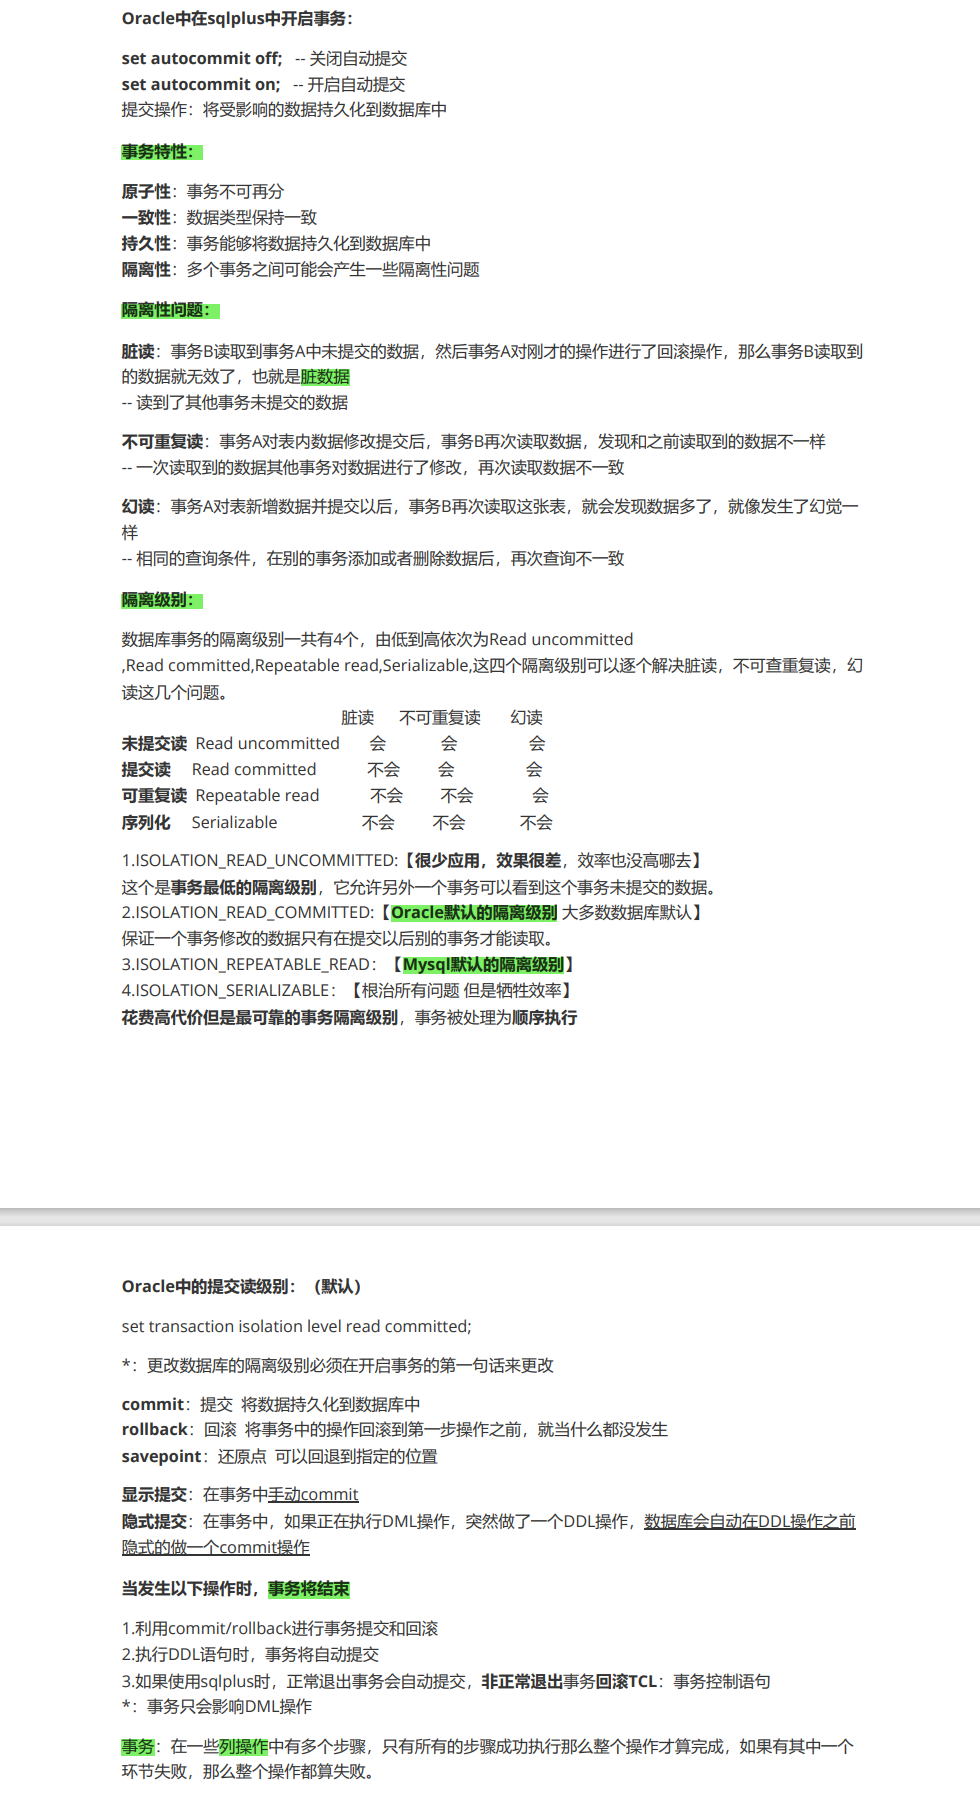 Oracle中在sqlplus中开启事务：
set autocommit off; -- 关闭自动提交
set autocommit on; -- 开启自动提交
提交操作：将受影响的数据持久化到数据库中
事务特性：
原子性：事务不可再分
一致性：数据类型保持一致
持久性：事务能够将数据持久化到数据库中
隔离性：多个事务之间可能会产生一些隔离性问题
隔离性问题：
脏读：事务B读取到事务A中未提交的数据，然后事务A对刚才的操作进行了回滚操作，那么事务B读取到
的数据就无效了，也就是脏数据
-- 读到了其他事务未提交的数据
不可重复读：事务A对表内数据修改提交后，事务B再次读取数据，发现和之前读取到的数据不一样
-- 一次读取到的数据其他事务对数据进行了修改，再次读取数据不一致
幻读：事务A对表新增数据并提交以后，事务B再次读取这张表，就会发现数据多了，就像发生了幻觉一
样
-- 相同的查询条件，在别的事务添加或者删除数据后，再次查询不一致
隔离级别：
数据库事务的隔离级别一共有4个，由低到高依次为Read uncommitted
,Read committed,Repeatable read,Serializable,这四个隔离级别可以逐个解决脏读，不可查重复读，幻
读这几个问题。
脏读 不可重复读 幻读
未提交读 Read uncommitted 会 会 会
提交读 Read committed 不会 会 会
可重复读 Repeatable read 不会 不会 会
序列化 Serializable 不会 不会 不会
1.ISOLATION_READ_UNCOMMITTED:【很少应用，效果很差，效率也没高哪去】
这个是事务最低的隔离级别，它允许另外一个事务可以看到这个事务未提交的数据。
2.ISOLATION_READ_COMMITTED:【Oracle默认的隔离级别 大多数数据库默认】
保证一个事务修改的数据只有在提交以后别的事务才能读取。
3.ISOLATION_REPEATABLE_READ：【Mysql默认的隔离级别】
4.ISOLATION_SERIALIZABLE：【根治所有问题 但是牺牲效率】
花费高代价但是最可靠的事务隔离级别，事务被处理为顺序执行
Oracle中的提交读级别：（默认）
set transaction isolation level read committed;
*：更改数据库的隔离级别必须在开启事务的第一句话来更改
commit：提交 将数据持久化到数据库中
rollback：回滚 将事务中的操作回滚到第一步操作之前，就当什么都没发生
savepoint：还原点 可以回退到指定的位置
显示提交：在事务中手动commit
隐式提交：在事务中，如果正在执行DML操作，突然做了一个DDL操作，数据库会自动在DDL操作之前
隐式的做一个commit操作
当发生以下操作时，事务将结束
1.利用commit/rollback进行事务提交和回滚
2.执行DDL语句时，事务将自动提交
3.如果使用sqlplus时，正常退出事务会自动提交，非正常退出事务回滚TCL：事务控制语句
*：事务只会影响DML操作
事务：在一些列操作中有多个步骤，只有所有的步骤成功执行那么整个操作才算完成，如果有其中一个
环节失败，那么整个操作都算失败。